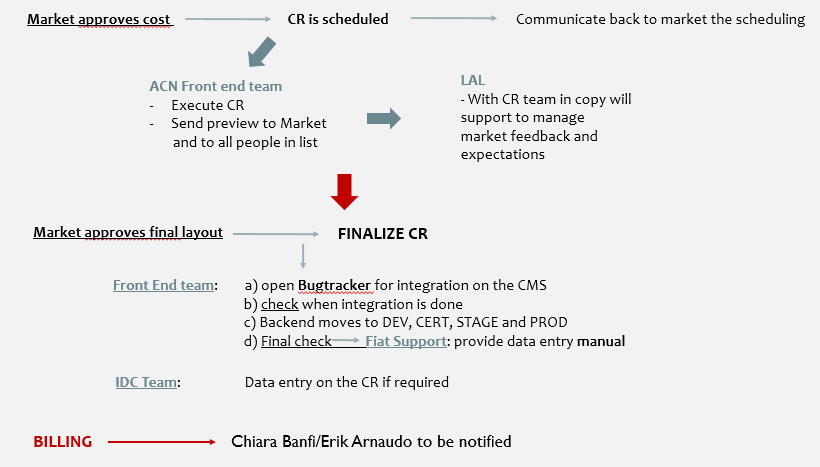 Market approves cost CR is scheduled Communicate back to market the scheduling
ACN Front end team
- Execute CR
- Send preview to Market
and to all people in list
LAL
- With CR team in copy will
support to manage
market feedback and
expectations
Market approves final layout FINALIZE CR
Front End team: a) open Bugtracker for integration on the CMS
b) check when integration is done
c) Backend moves to DEV, CERT, STAGE and PROD
d) Final check Fiat Support: provide data entry manual
IDC Team: Data entry on the CR if required
BILLING Chiara Banfi/Erik Arnaudo to be notified